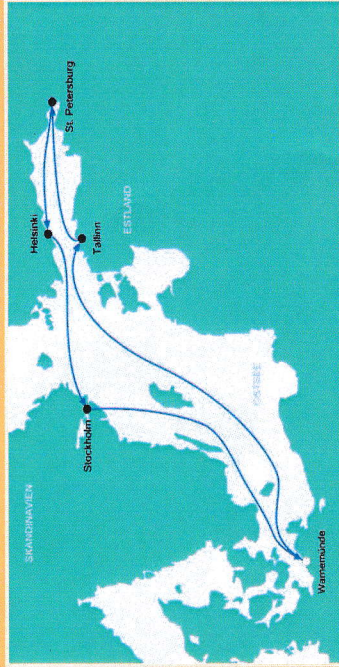 SKANDINAVIEN
Helsinki
St. Petersburg
Tallinn
Stockholm
ESTLAND
OSTSEE
Warnemünde